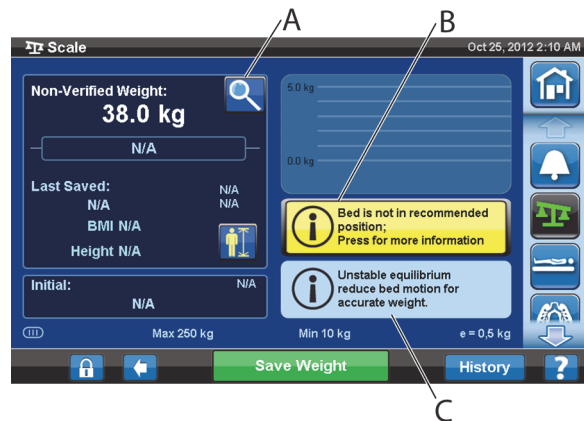 A
B
Scale
Oct 25, 2012 2:10 AM
Non-Verified Weight:
38.0 kg
N/A
Last Saved:
N/A
N/A
N/A
BMI N/A
Height N/A
Initial:
N/A
N/A
5.0 kg
0.0 kg
Bed is not in recommended
position;
Press for more information
Unstable equilibrium
reduce bed motion for
accurate weight.
Max 250 kg
Min 10 kg
e = 0,5 kg
Save Weight
History
?
C